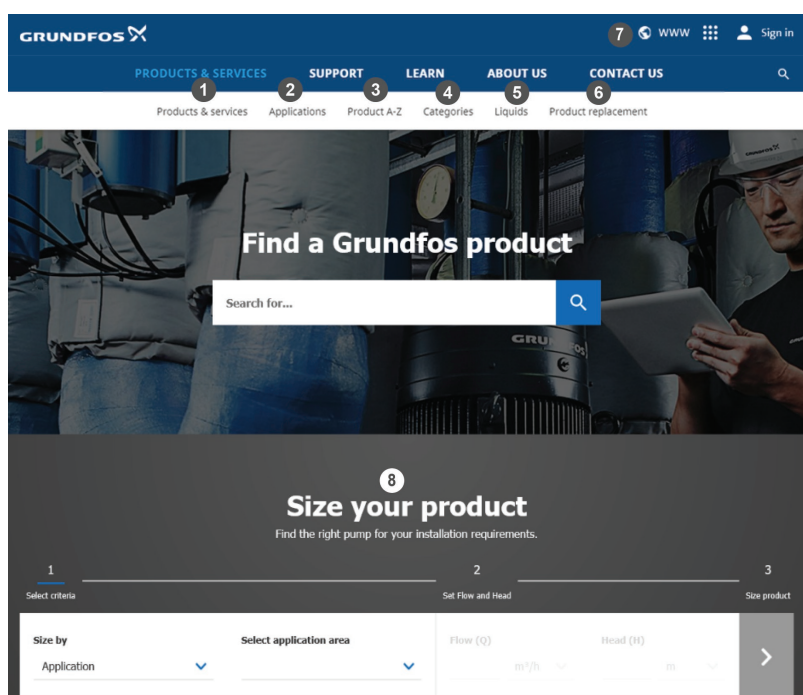 GRUNDFOS
7 WWW Sign in
PRODUCTS & SERVICES SUPPORT LEARN ABOUT US CONTACT US
1 2 3 4 5 6
Products & services Applications Product A-Z Categories Liquids Product replacement
GRUNDFOS
Find a Grundfos product
Search for...
GRUNDFOS
8
Size your product
Find the right pump for your installation requirements.
1 2 3
Select criteria Set Flow and Head Size product
Size by Select application area Flow (Q) Head (H)
Application m³/h m